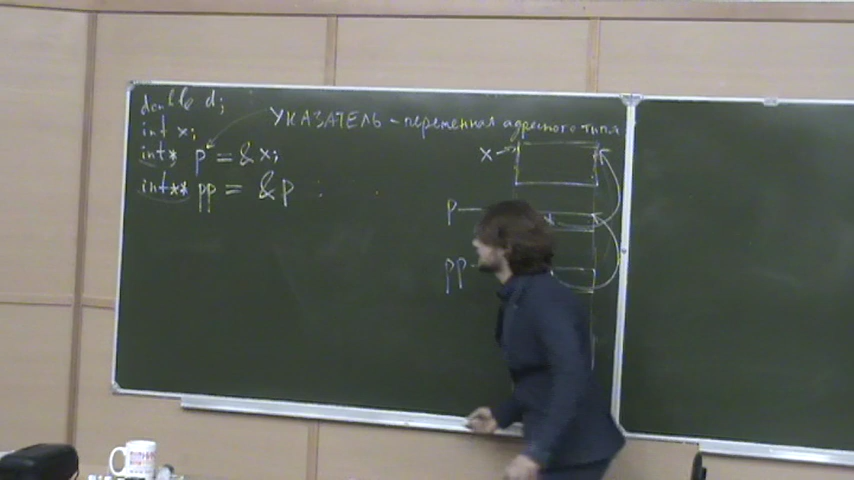 double d;
int x;
УКАЗАТЕЛЬ - переменная адресного типа
int* p = &x;
int** pp = &p
x
p
pp